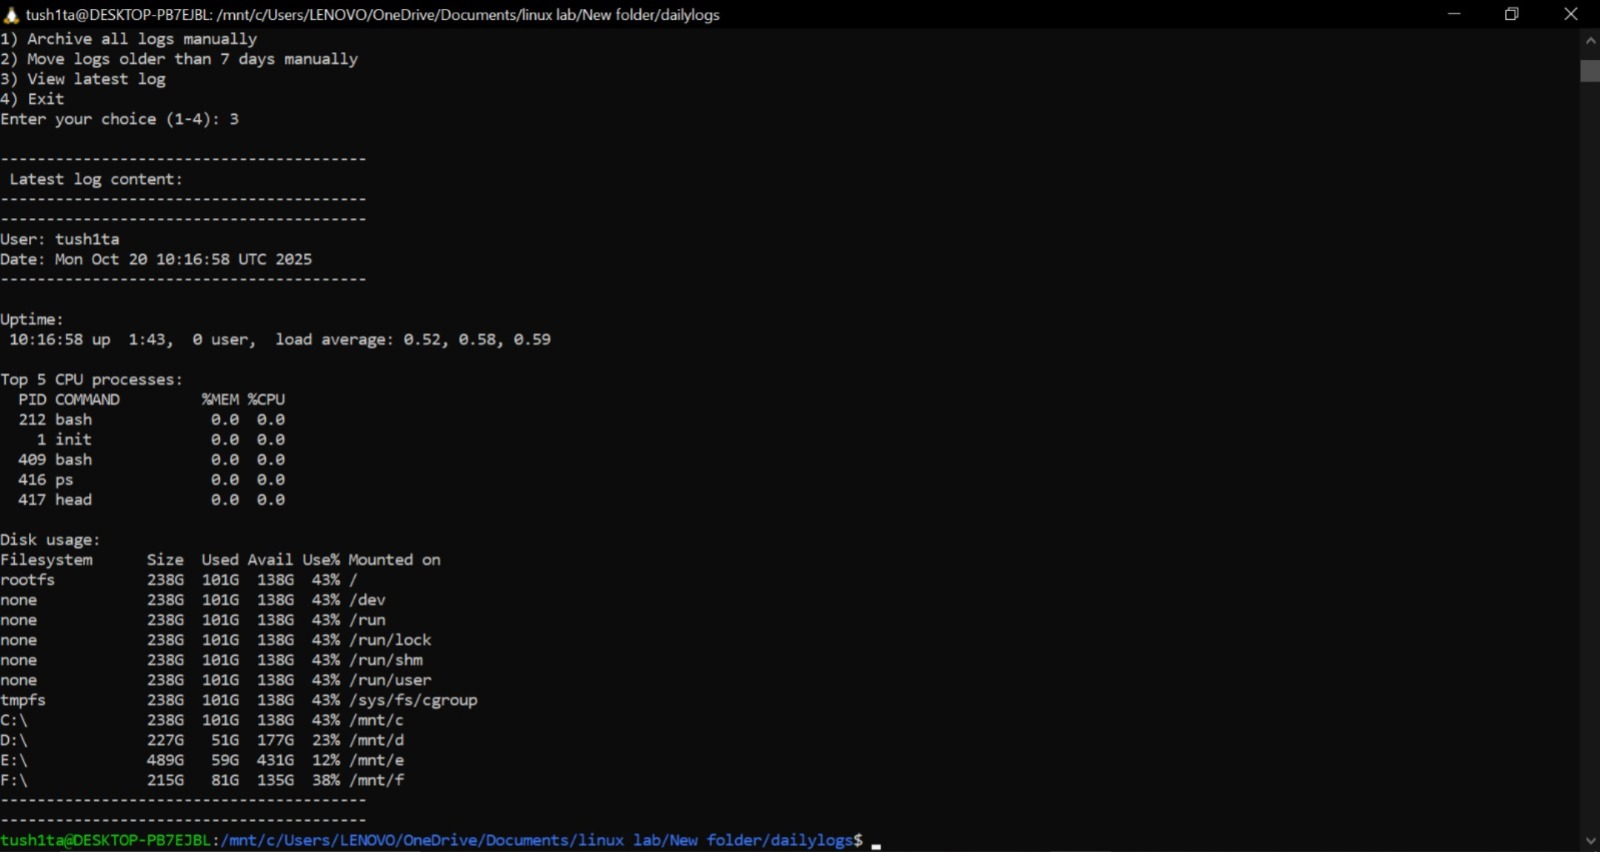 tush1ta@DESKTOP-PB7EJBL: /mnt/c/Users/LENOVO/OneDrive/Documents/linux lab/New folder/dailylogs
1) Archive all logs manually
2) Move logs older than 7 days manually
3) View latest log
4) Exit
Enter your choice (1-4): 3

----------------------------------------
 Latest log content:
----------------------------------------
----------------------------------------
User: tush1ta
Date: Mon Oct 20 10:16:58 UTC 2025
----------------------------------------

Uptime:
 10:16:58 up  1:43,  0 user,  load average: 0.52, 0.58, 0.59

Top 5 CPU processes:
  PID COMMAND         %MEM %CPU
  212 bash             0.0  0.0
    1 init             0.0  0.0
  409 bash             0.0  0.0
  416 ps               0.0  0.0
  417 head             0.0  0.0

Disk usage:
Filesystem      Size  Used Avail Use% Mounted on
rootfs          238G  101G  138G  43% /
none            238G  101G  138G  43% /dev
none            238G  101G  138G  43% /run
none            238G  101G  138G  43% /run/lock
none            238G  101G  138G  43% /run/shm
none            238G  101G  138G  43% /run/user
tmpfs           238G  101G  138G  43% /sys/fs/cgroup
C:\             238G  101G  138G  43% /mnt/c
D:\             227G   51G  177G  23% /mnt/d
E:\             489G   59G  431G  12% /mnt/e
F:\             215G   81G  135G  38% /mnt/f
----------------------------------------
----------------------------------------
tush1ta@DESKTOP-PB7EJBL:/mnt/c/Users/LENOVO/OneDrive/Documents/linux lab/New folder/dailylogs$